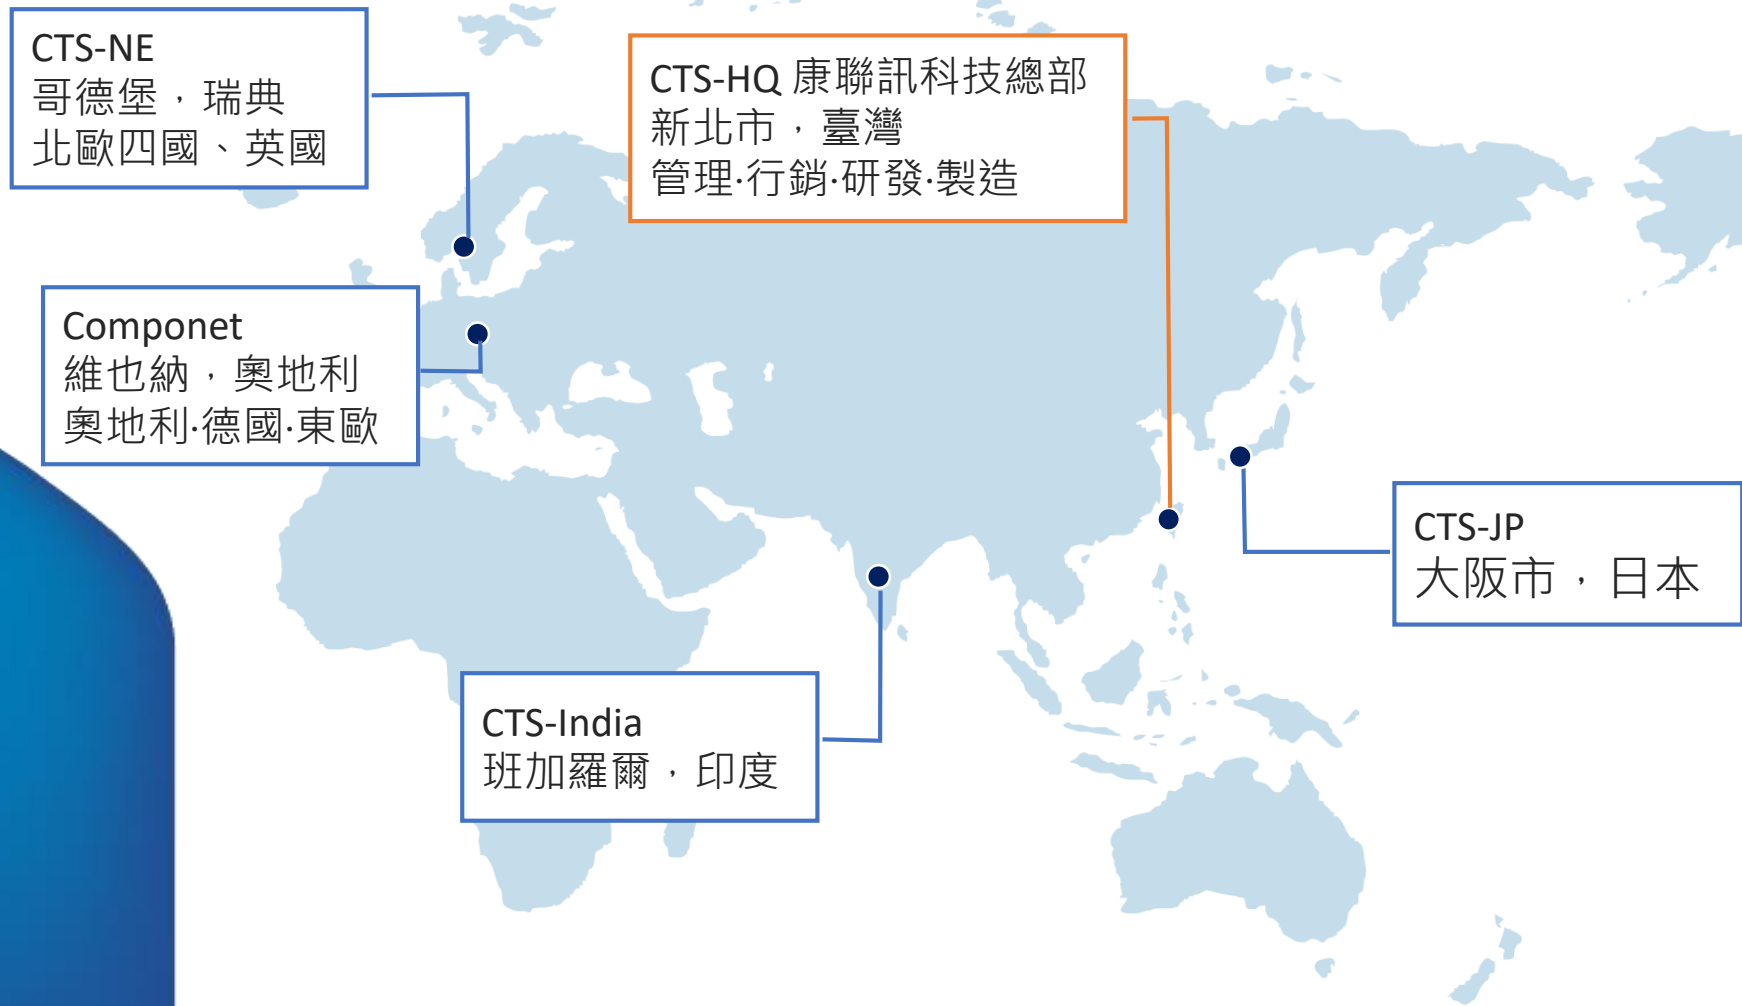 CTS-NE
哥德堡，瑞典
北歐四國、英國
CTS-HQ 康聯訊科技總部
新北市，臺灣
管理·行銷·研發·製造
Componet
維也納，奧地利
奧地利·德國·東歐
CTS-JP
大阪市，日本
CTS-India
班加羅爾，印度